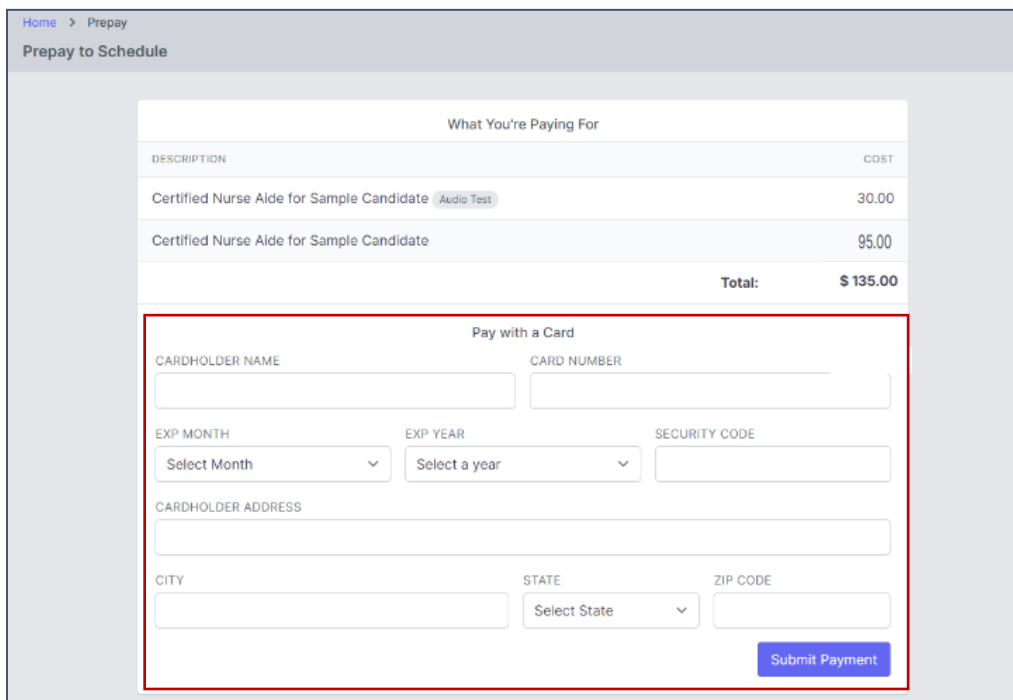 Home > Prepay
Prepay to Schedule
What You're Paying For
DESCRIPTION COST
Certified Nurse Aide for Sample Candidate Audio Test 30.00
Certified Nurse Aide for Sample Candidate 95.00
Total: $ 135.00
Pay with a Card
CARDHOLDER NAME CARD NUMBER
EXP MONTH EXP YEAR SECURITY CODE
Select Month Select a year
CARDHOLDER ADDRESS
CITY STATE ZIP CODE
Select State
Submit Payment